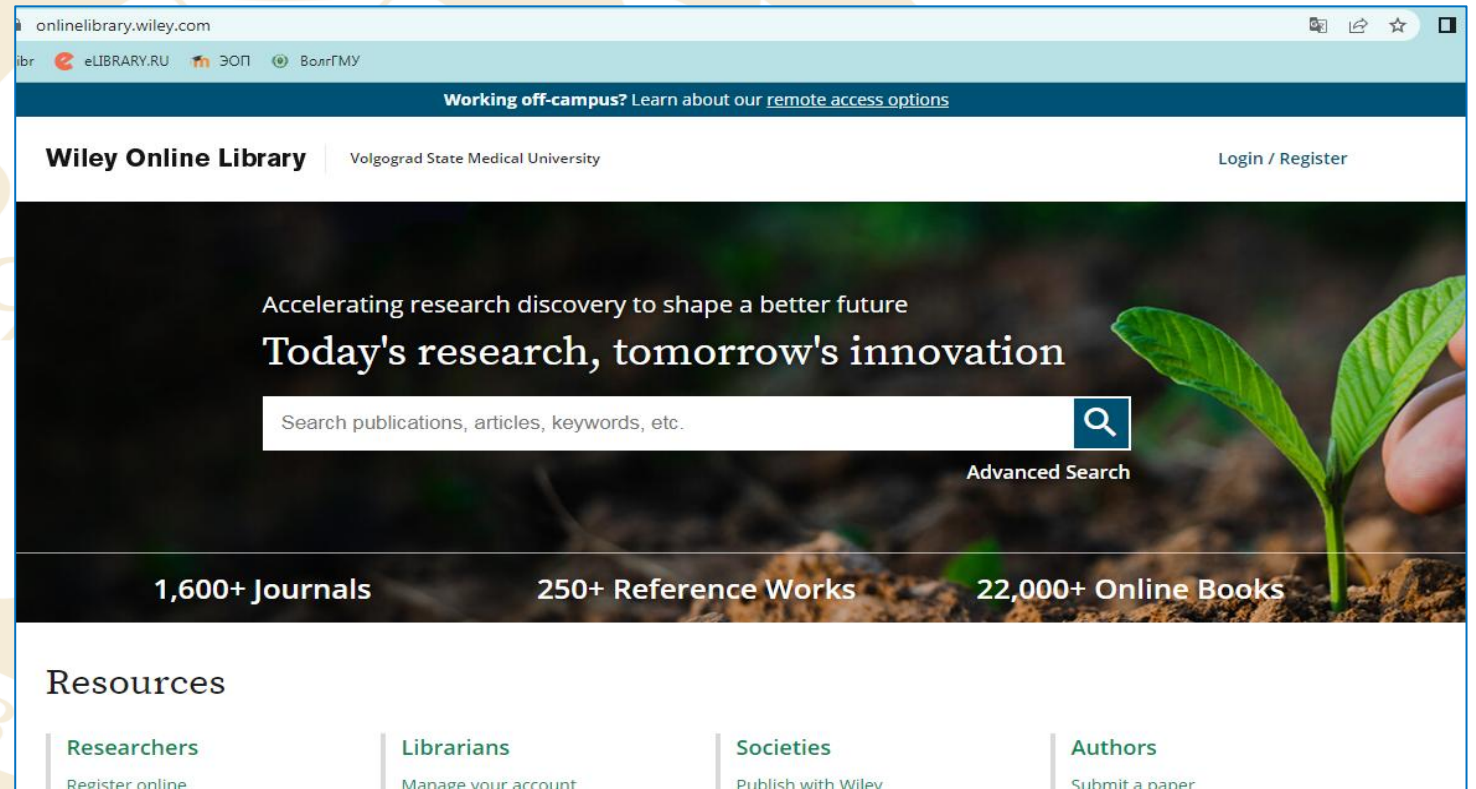 onlinelibrary.wiley.com
ibr eLIBRARY.RU ЭОП ВолгГМУ
Working off-campus? Learn about our remote access options
Wiley Online Library Volgograd State Medical University Login / Register
Accelerating research discovery to shape a better future
Today's research, tomorrow's innovation
Search publications, articles, keywords, etc.
Advanced Search
1,600+ Journals 250+ Reference Works 22,000+ Online Books
Resources
Researchers Librarians Societies Authors
Register online Manage your account Publish with Wiley Submit a paper